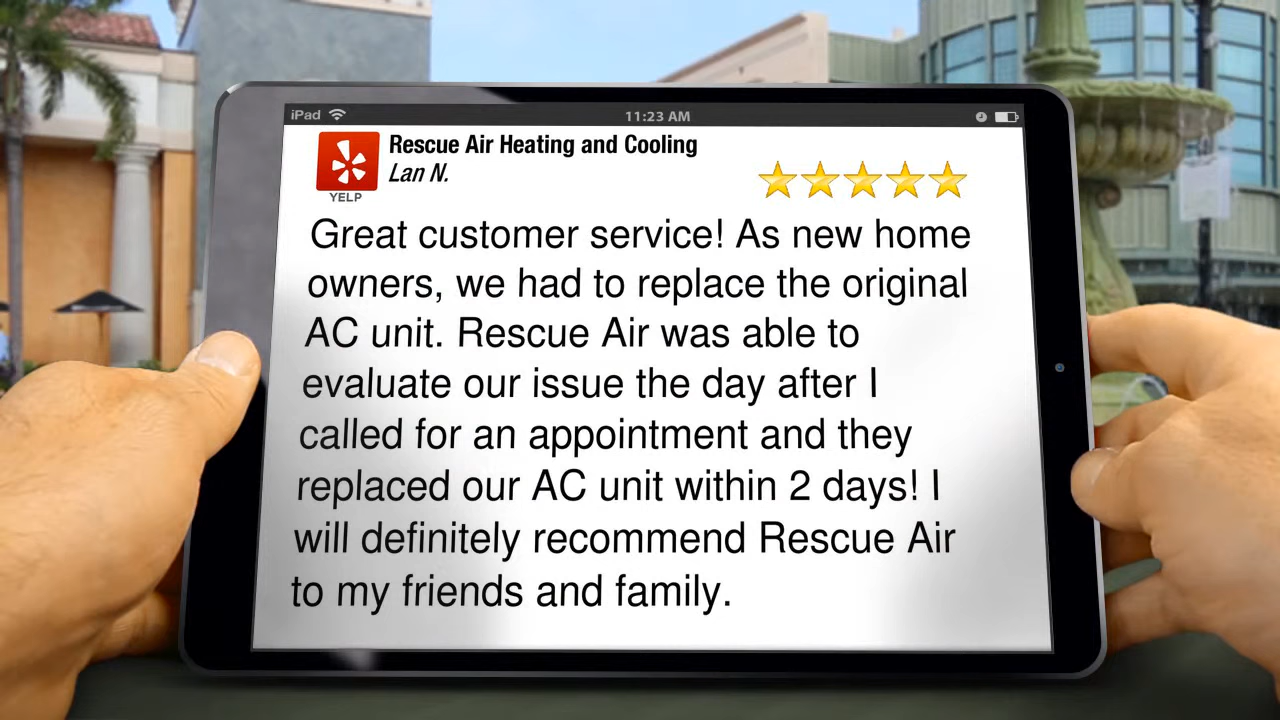 iPad 11:23 AM
Rescue Air Heating and Cooling
Lan N.
YELP
Great customer service! As new home
owners, we had to replace the original
AC unit. Rescue Air was able to
evaluate our issue the day after I
called for an appointment and they
replaced our AC unit within 2 days! I
will definitely recommend Rescue Air
to my friends and family.